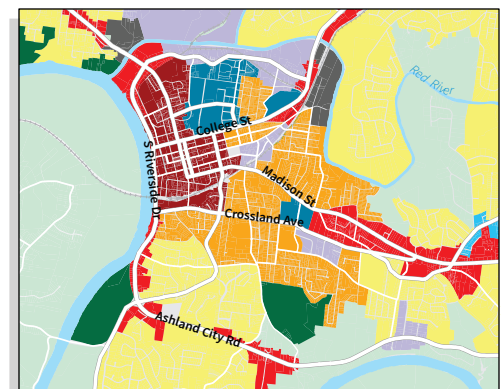 Red River
College St
S Riverside Dr
Madison St
Crossland Ave
Ashland City Rd